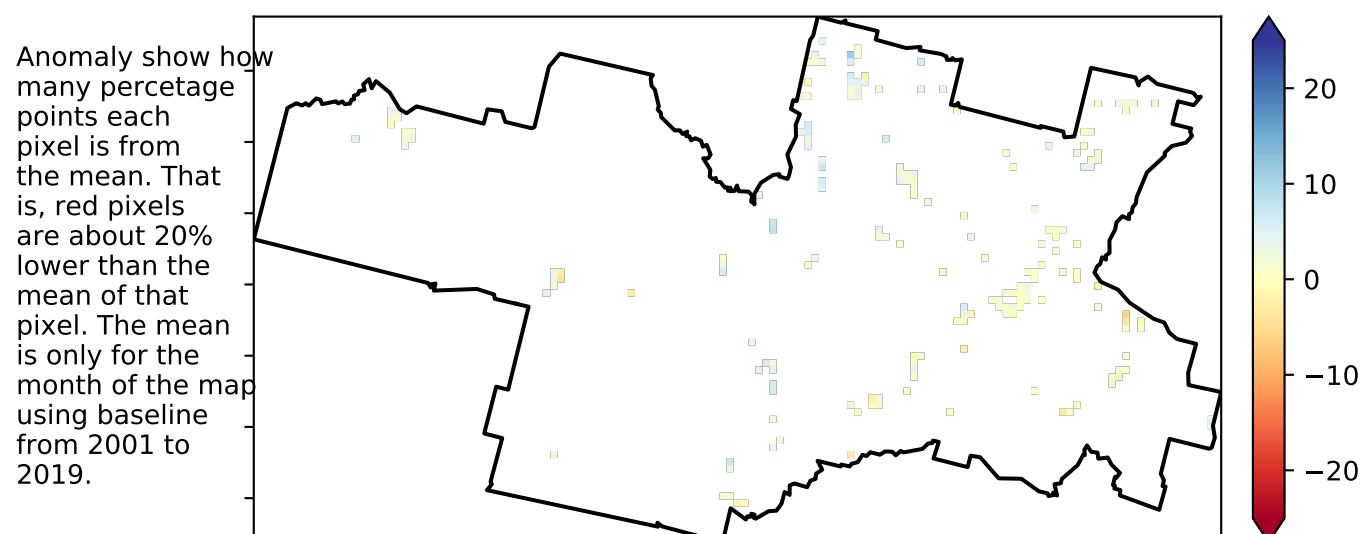 Anomaly show how
many percetage
points each
pixel is from
the mean. That
is, red pixels
are about 20%
lower than the
mean of that
pixel. The mean
is only for the
month of the map
using baseline
from 2001 to
2019.
20
10
0
−10
−20